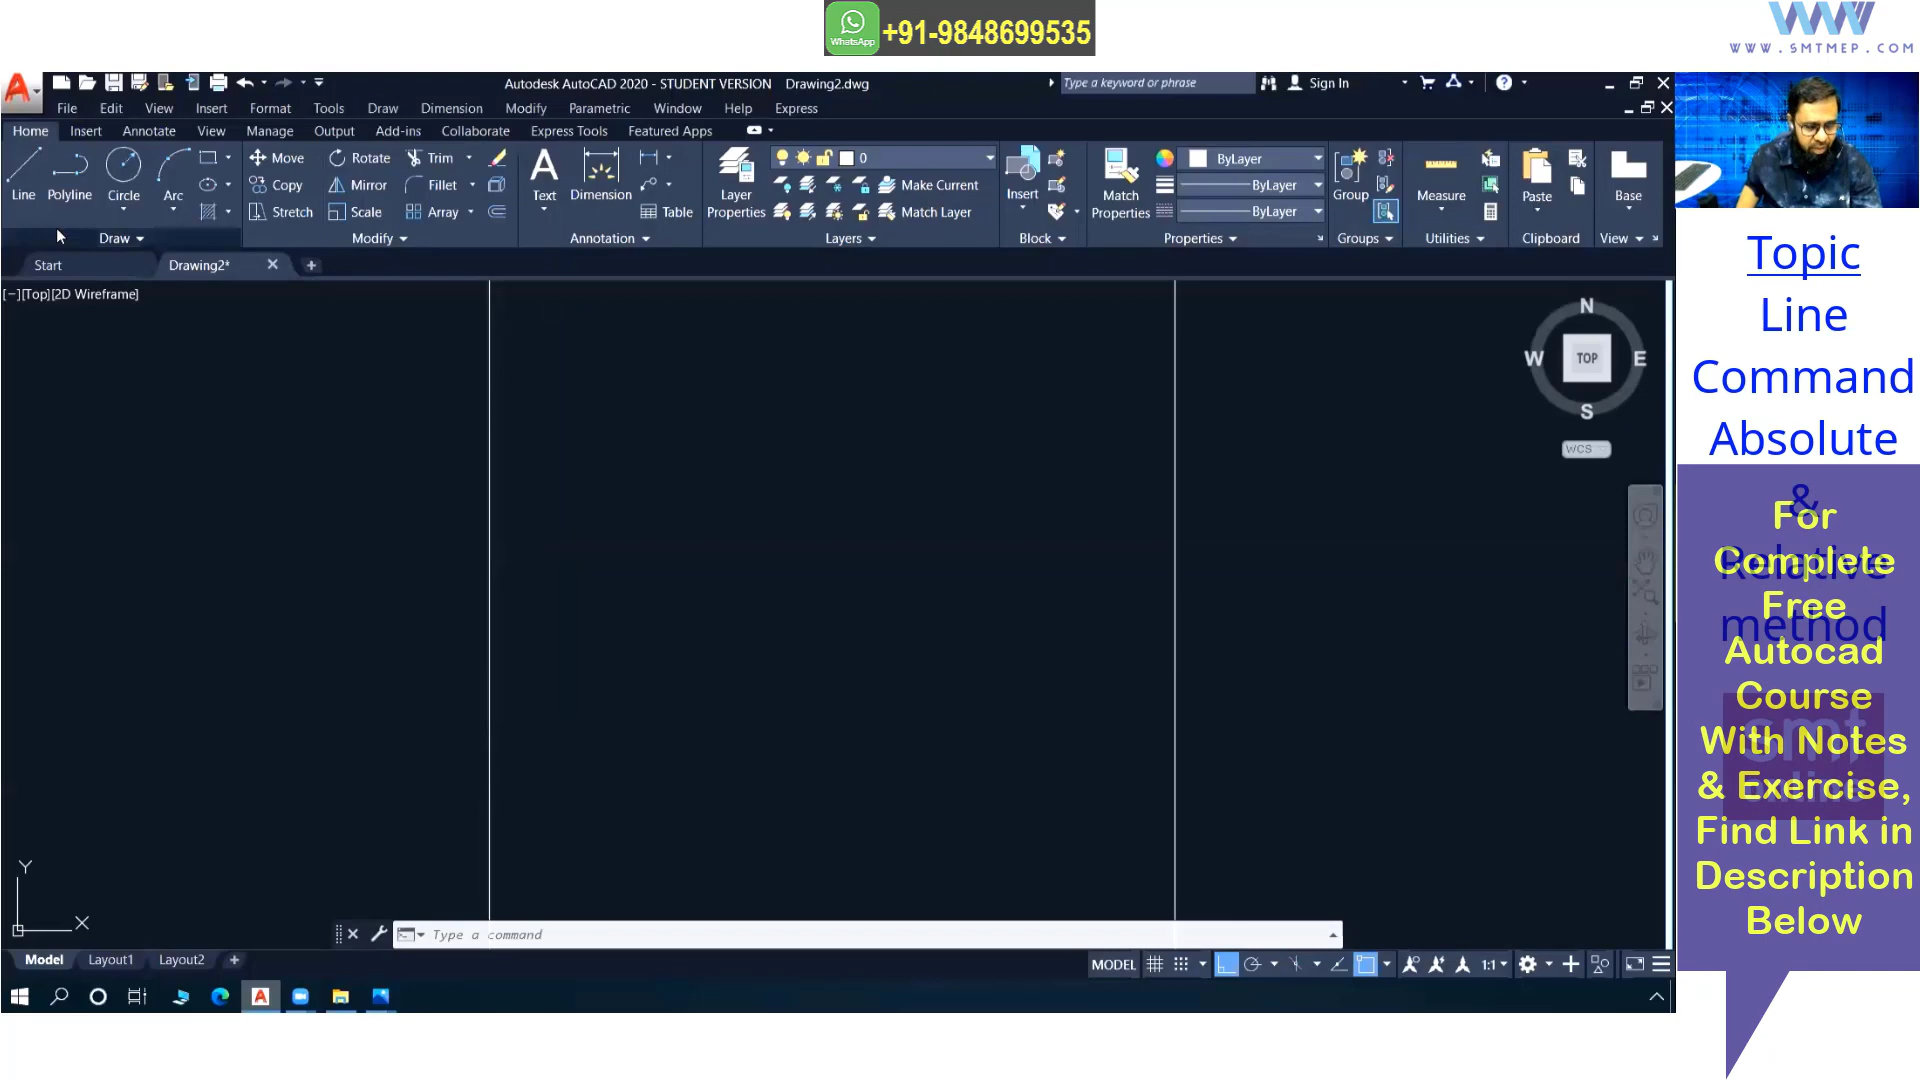 WhatsApp +91-9848699535
WWW.SMTMEP.COM
Autodesk AutoCAD 2020 - STUDENT VERSION Drawing2.dwg
Type a keyword or phrase
Sign In
File Edit View Insert Format Tools Draw Dimension Modify Parametric Window Help Express
Home Insert Annotate View Manage Output Add-ins Collaborate Express Tools Featured Apps
Move Rotate Trim 0 ByLayer
Copy Mirror Fillet Make Current ByLayer
Line Polyline Circle Arc Text Dimension Layer Properties Insert Match Properties Group Measure Paste Base
Stretch Scale Array Table Match Layer ByLayer
Draw Modify Annotation Layers Block Properties Groups Utilities Clipboard View
Start Drawing2*
[−][Top][2D Wireframe]
N
W TOP E
S
WCS
Y
X
Type a command
Model Layout1 Layout2
MODEL 1:1
Topic
Line
Command
Absolute
&
Relative
method
For
Complete
Free
Autocad
Course
With Notes
& Exercise,
Find Link in
Description
Below
smt